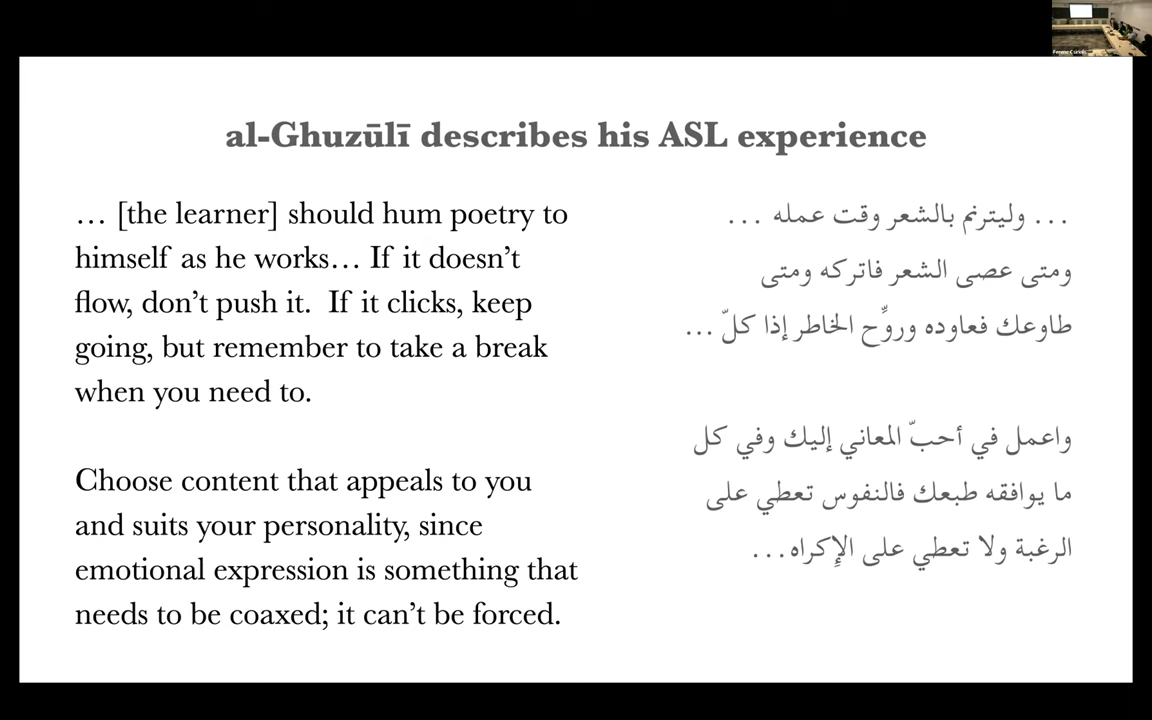 al-Ghuzūlī describes his ASL experience
… [the learner] should hum poetry to
himself as he works… If it doesn’t
flow, don’t push it. If it clicks, keep
going, but remember to take a break
when you need to.
Choose content that appeals to you
and suits your personality, since
emotional expression is something that
needs to be coaxed; it can’t be forced.
… وليترنم بالشعر وقت عمله …
ومتى عصى الشعر فاتركه ومتى
طاوعك فعاوده وروِّح الخاطر إذا كلّ …
واعمل في أحبّ المعاني إليك وفي كل
ما يوافقه طبعك فالنفوس تعطي على
الرغبة ولا تعطي على الإِكراه…